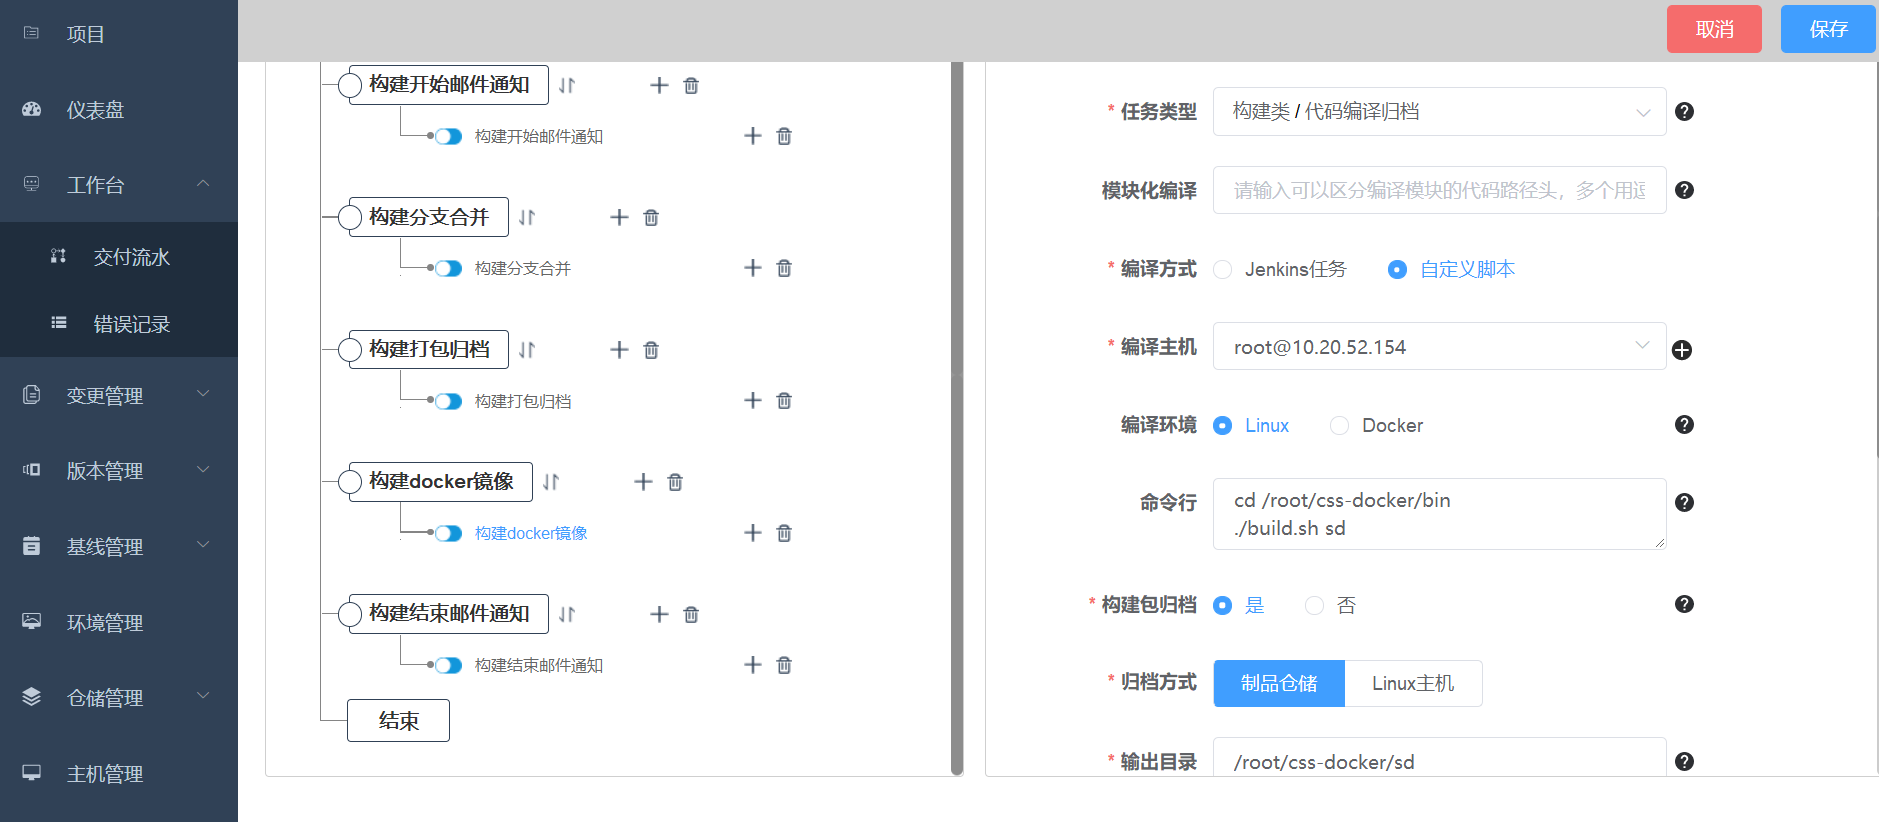 项目
仪表盘
工作台
交付流水
错误记录
变更管理
版本管理
基线管理
环境管理
仓储管理
主机管理
取消
保存
构建开始邮件通知
构建开始邮件通知
构建分支合并
构建分支合并
构建打包归档
构建打包归档
构建docker镜像
构建docker镜像
构建结束邮件通知
构建结束邮件通知
结束
* 任务类型 构建类 / 代码编译归档
模块化编译 请输入可以区分编译模块的代码路径头，多个用逗
* 编译方式 Jenkins任务 自定义脚本
* 编译主机 root@10.20.52.154
编译环境 Linux Docker
命令行 cd /root/css-docker/bin
./build.sh sd
* 构建包归档 是 否
* 归档方式 制品仓储 Linux主机
* 输出目录 /root/css-docker/sd